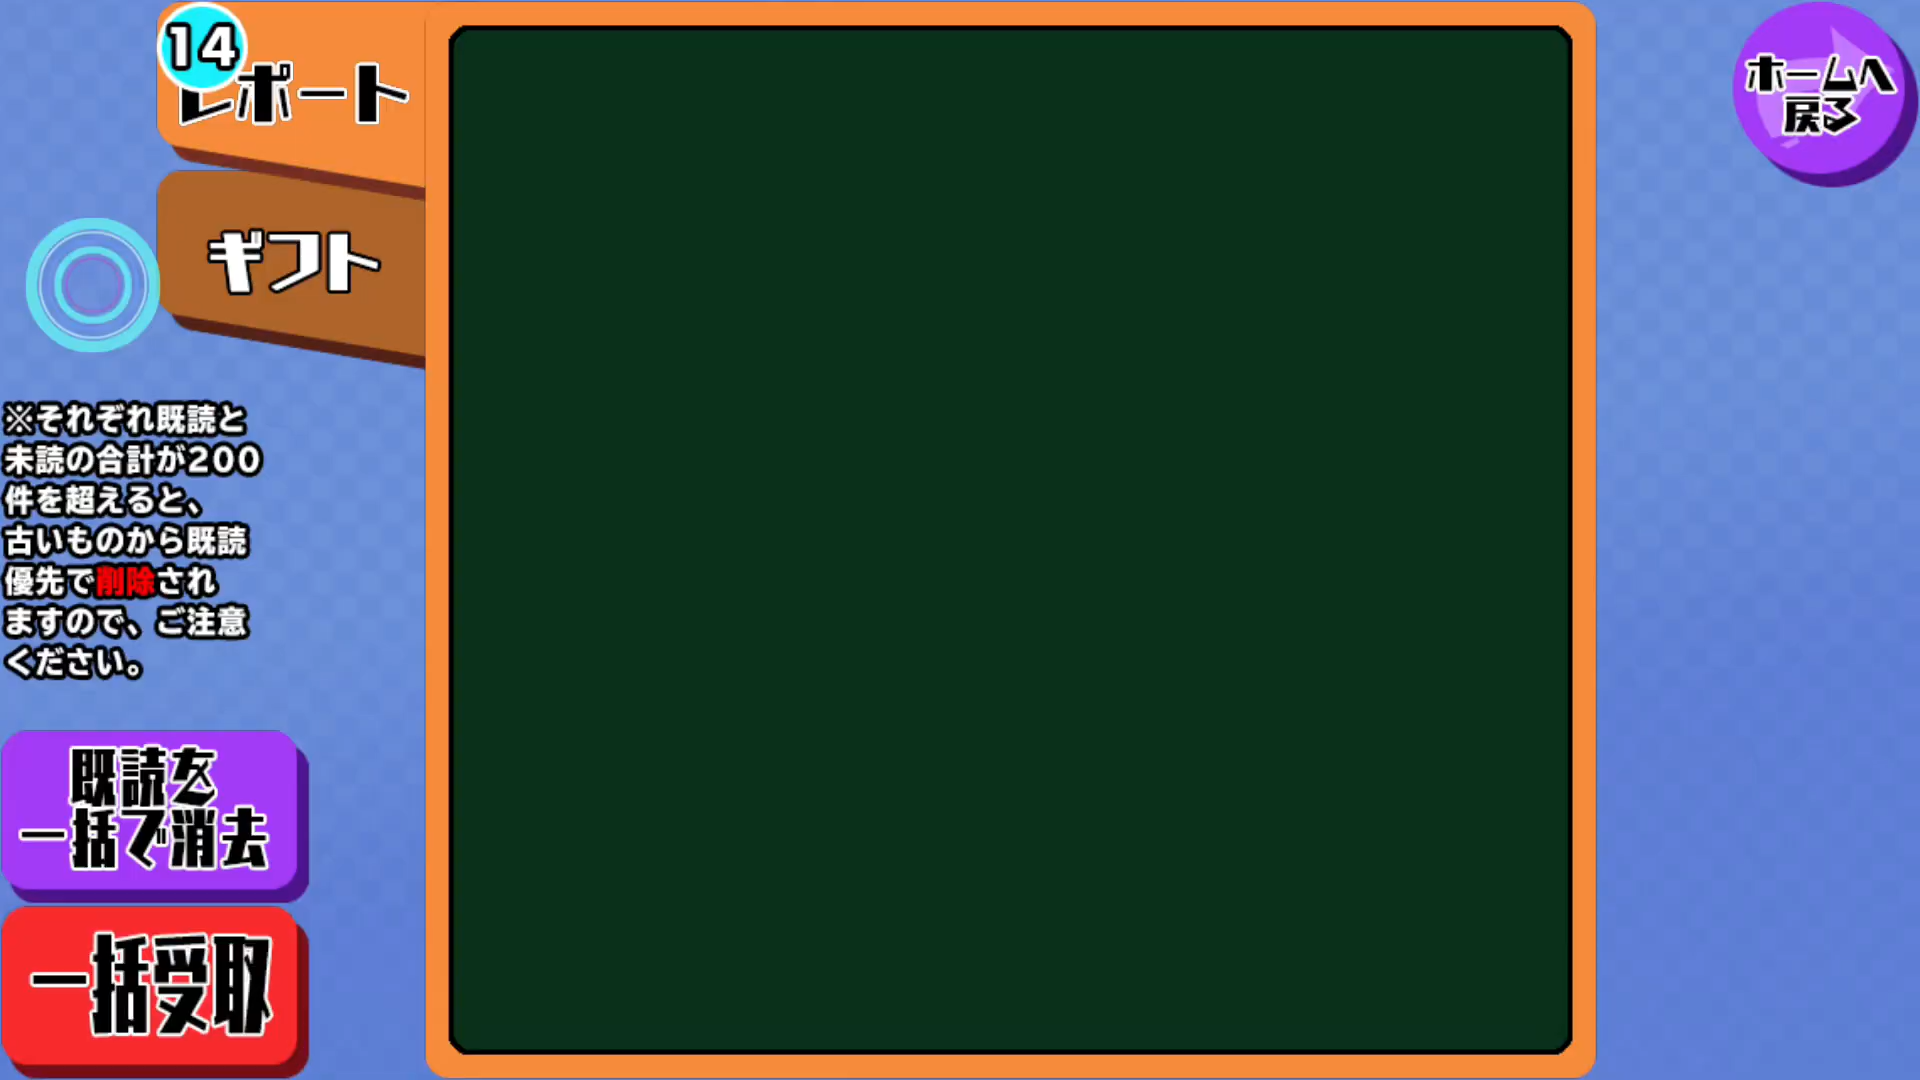 14
レポート
ギフト
ホームへ
戻る
※それぞれ既読と
未読の合計が200
件を超えると、
古いものから既読
優先で削除され
ますので、ご注意
ください。
既読を
一括で消去
一括受取